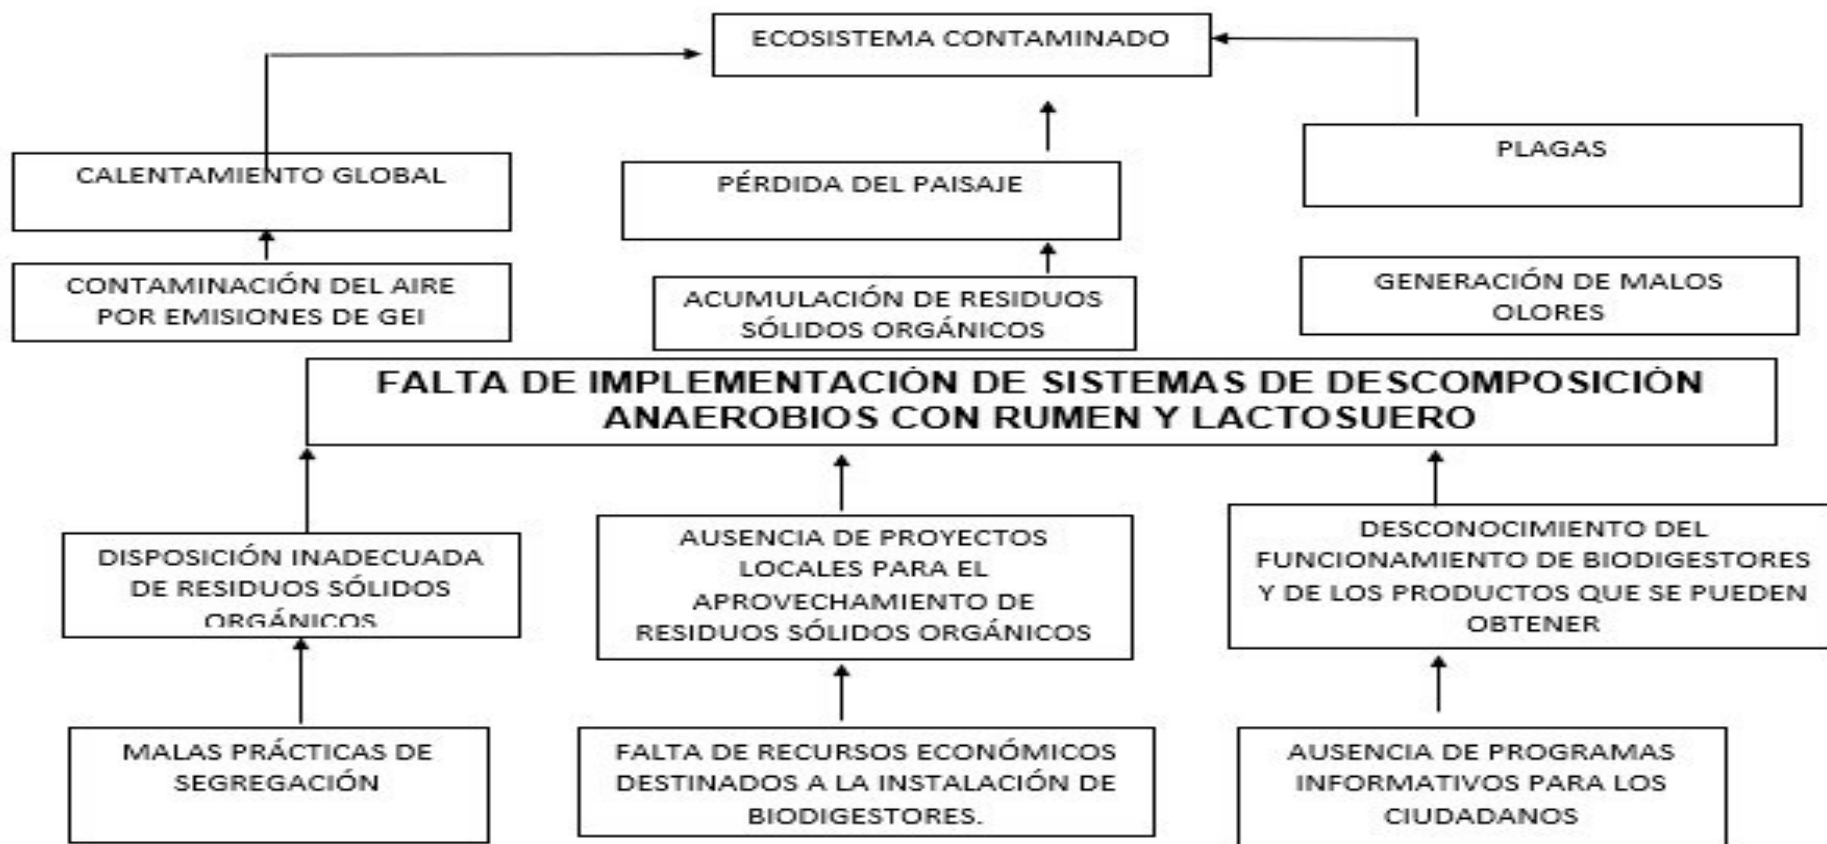 ECOSISTEMA CONTAMINADO
CALENTAMIENTO GLOBAL
PÉRDIDA DEL PAISAJE
PLAGAS
CONTAMINACIÓN DEL AIRE
POR EMISIONES DE GEI
ACUMULACIÓN DE RESIDUOS
SÓLIDOS ORGÁNICOS
GENERACIÓN DE MALOS
OLORES
FALTA DE IMPLEMENTACIÓN DE SISTEMAS DE DESCOMPOSICIÓN
ANAEROBIOS CON RUMEN Y LACTOSUERO
DISPOSICIÓN INADECUADA
DE RESIDUOS SÓLIDOS
ORGÁNICOS
AUSENCIA DE PROYECTOS
LOCALES PARA EL
APROVECHAMIENTO DE
RESIDUOS SÓLIDOS ORGÁNICOS
DESCONOCIMIENTO DEL
FUNCIONAMIENTO DE BIODIGESTORES
Y DE LOS PRODUCTOS QUE SE PUEDEN
OBTENER
MALAS PRÁCTICAS DE
SEGREGACIÓN
FALTA DE RECURSOS ECONÓMICOS
DESTINADOS A LA INSTALACIÓN DE
BIODIGESTORES.
AUSENCIA DE PROGRAMAS
INFORMATIVOS PARA LOS
CIUDADANOS